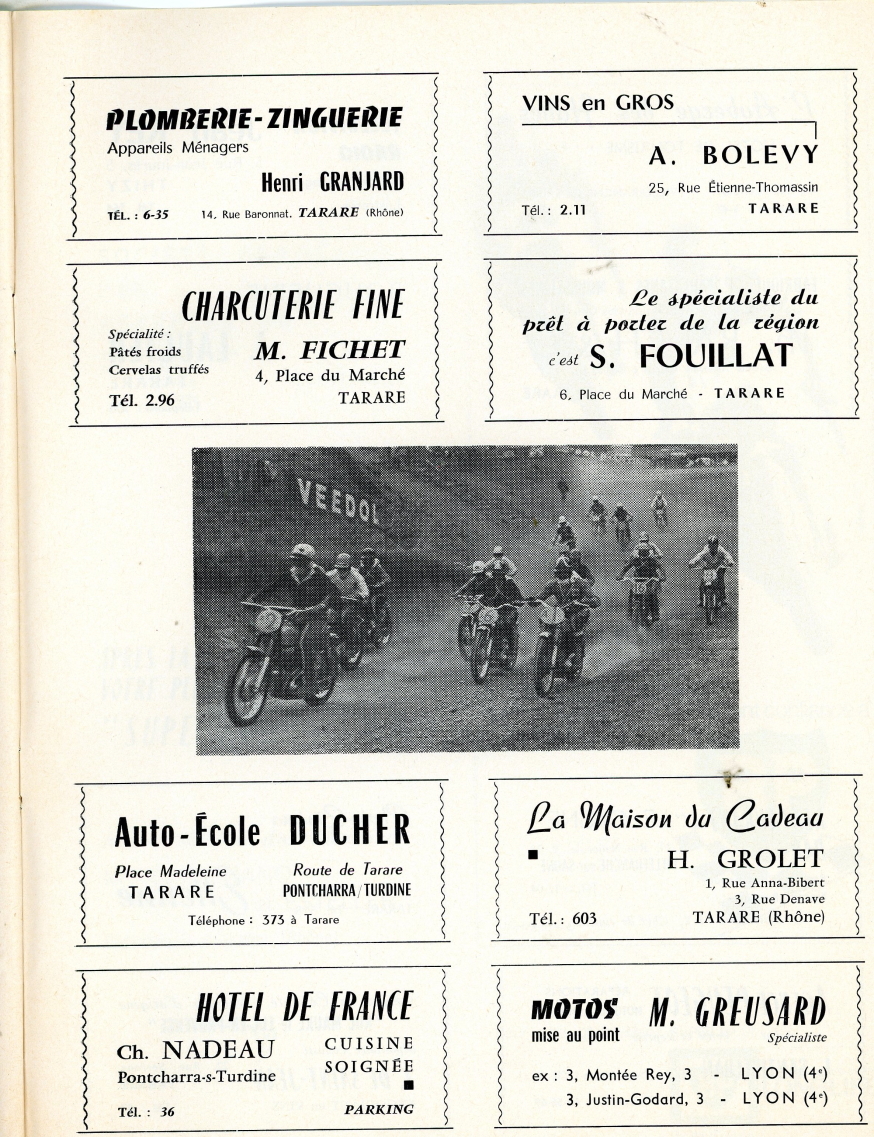 PLOMBERIE-ZINGUERIE
Appareils Ménagers
Henri GRANJARD
TÉL. : 6-35 14, Rue Baronnat. TARARE (Rhône)
VINS en GROS
A. BOLEVY
25, Rue Étienne-Thomassin
Tél. : 2.11 TARARE
CHARCUTERIE FINE
Spécialité :
Pâtés froids
Cervelas truffés
M. FICHET
4, Place du Marché
Tél. 2.96 TARARE
Le spécialiste du
prêt à porter de la région
c'est S. FOUILLAT
6, Place du Marché - TARARE
VEEDOL
Auto-École DUCHER
Place Madeleine Route de Tarare
TARARE PONTCHARRA/TURDINE
Téléphone : 373 à Tarare
La Maison du Cadeau
H. GROLET
1, Rue Anna-Bibert
3, Rue Denave
Tél. : 603 TARARE (Rhône)
HOTEL DE FRANCE
Ch. NADEAU CUISINE
Pontcharra-s-Turdine SOIGNÉE
Tél. : 36 PARKING
MOTOS M. GREUSARD
mise au point Spécialiste
ex : 3, Montée Rey, 3 - LYON (4e)
3, Justin-Godard, 3 - LYON (4e)